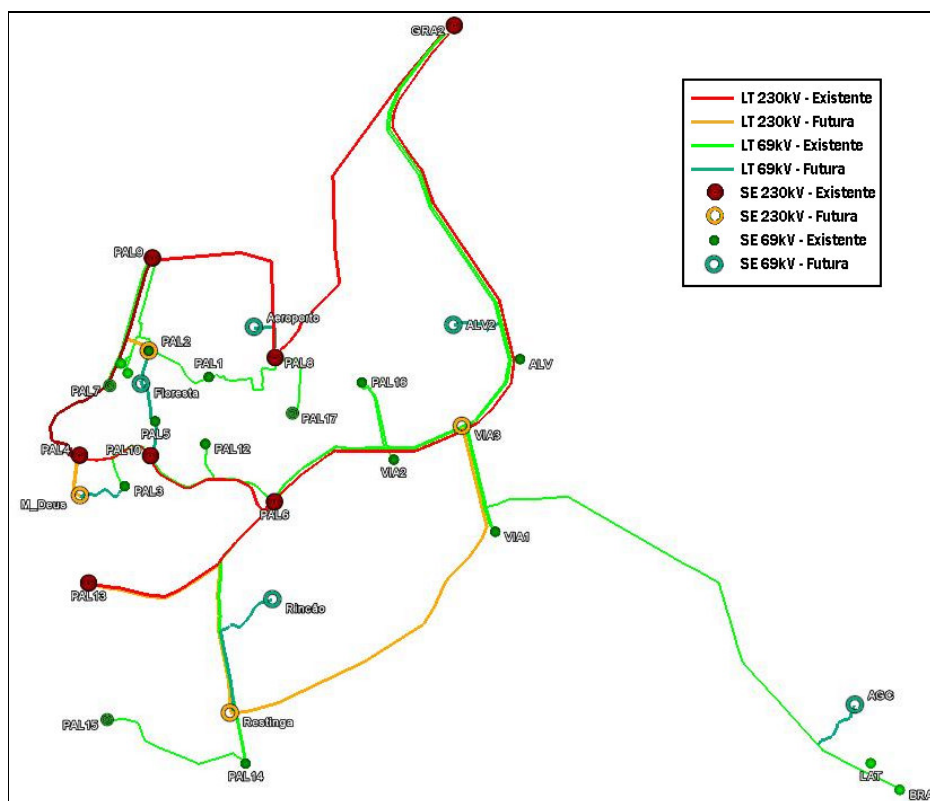 GRA2
LT 230kV - Existente
LT 230kV - Futura
LT 69kV - Existente
LT 69kV - Futura
SE 230kV - Existente
SE 230kV - Futura
SE 69kV - Existente
SE 69kV - Futura
PAL9
Aeroporto
ALV2
PAL2
PAL1
PAL8
ALV
PAL7
Floresta
PAL16
PAL17
PAL5
VIA3
PAL4
PAL10
PAL12
VIA2
M_Deus
PAL3
PAL6
VIA1
PAL13
Rincão
Restinga
AGC
PAL15
PAL14
LAT
BRA